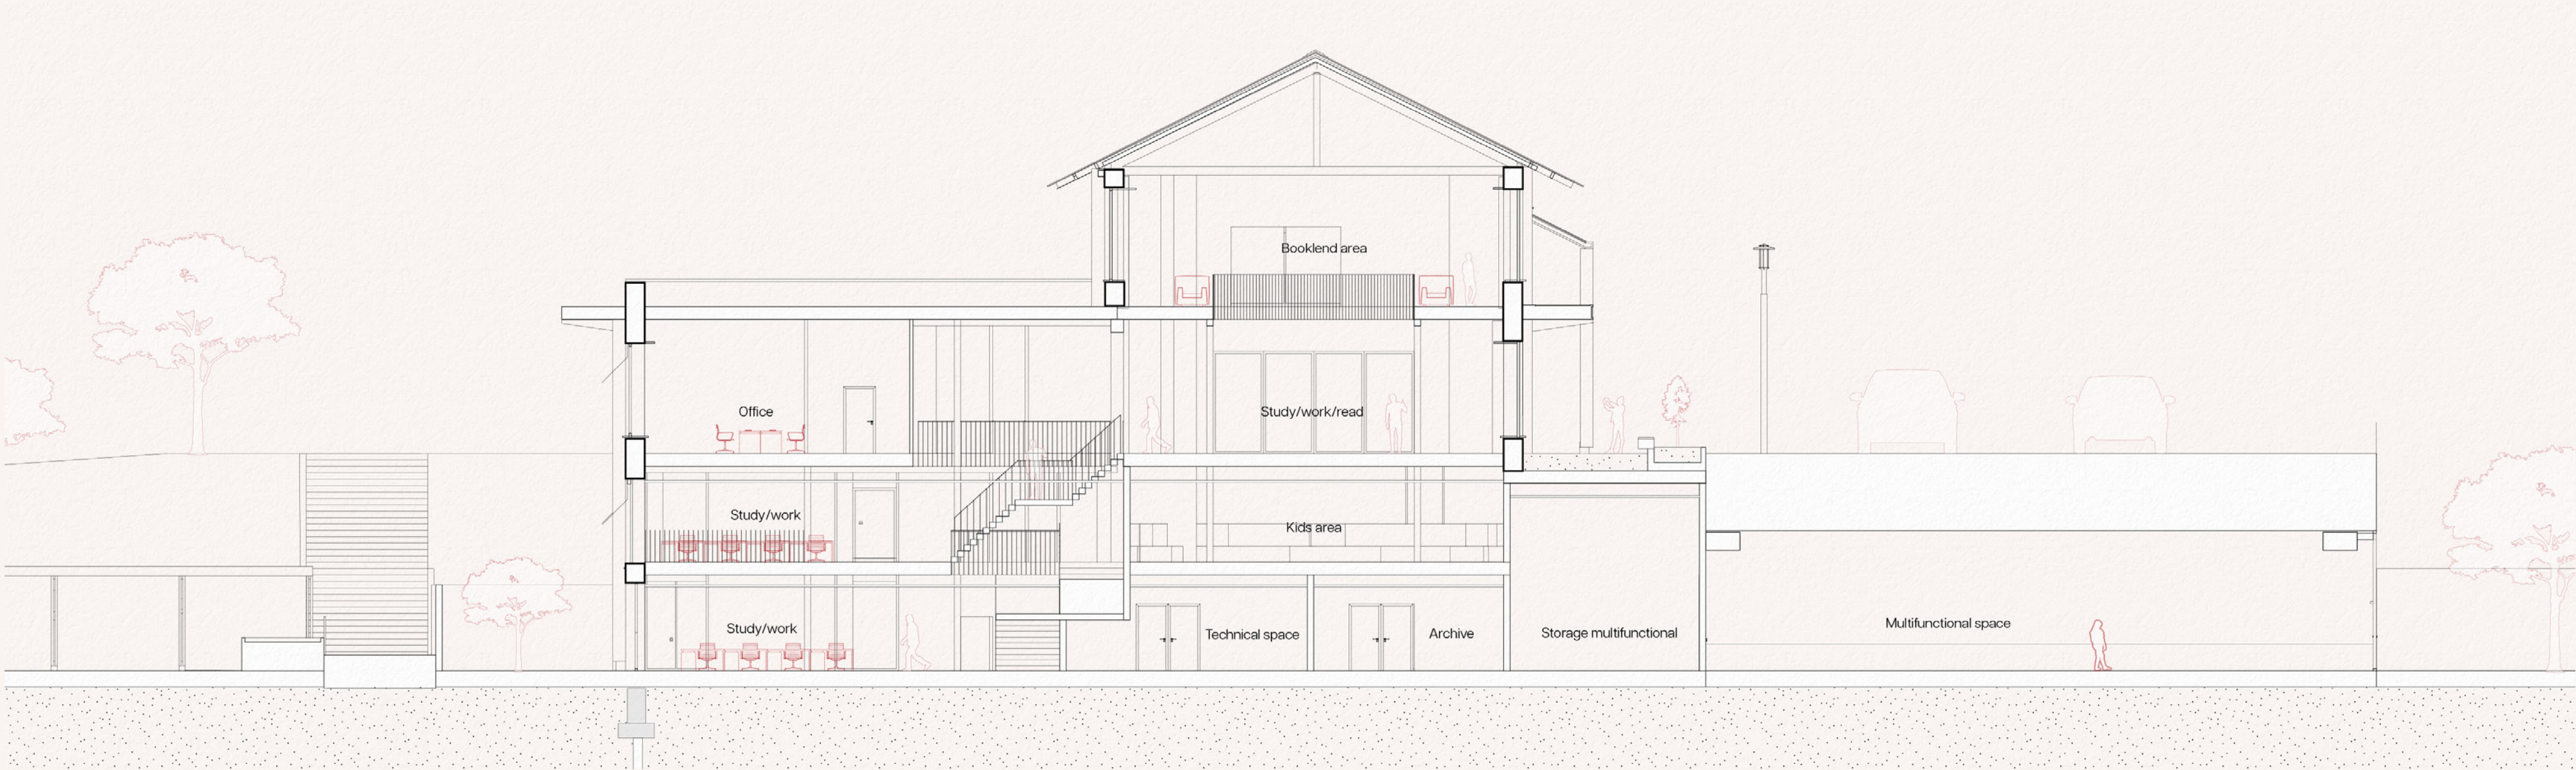 Booklend area
Office
Study/work/read
Study/work
Kids area
Study/work
Technical space
Archive
Storage multifunctional
Multifunctional space